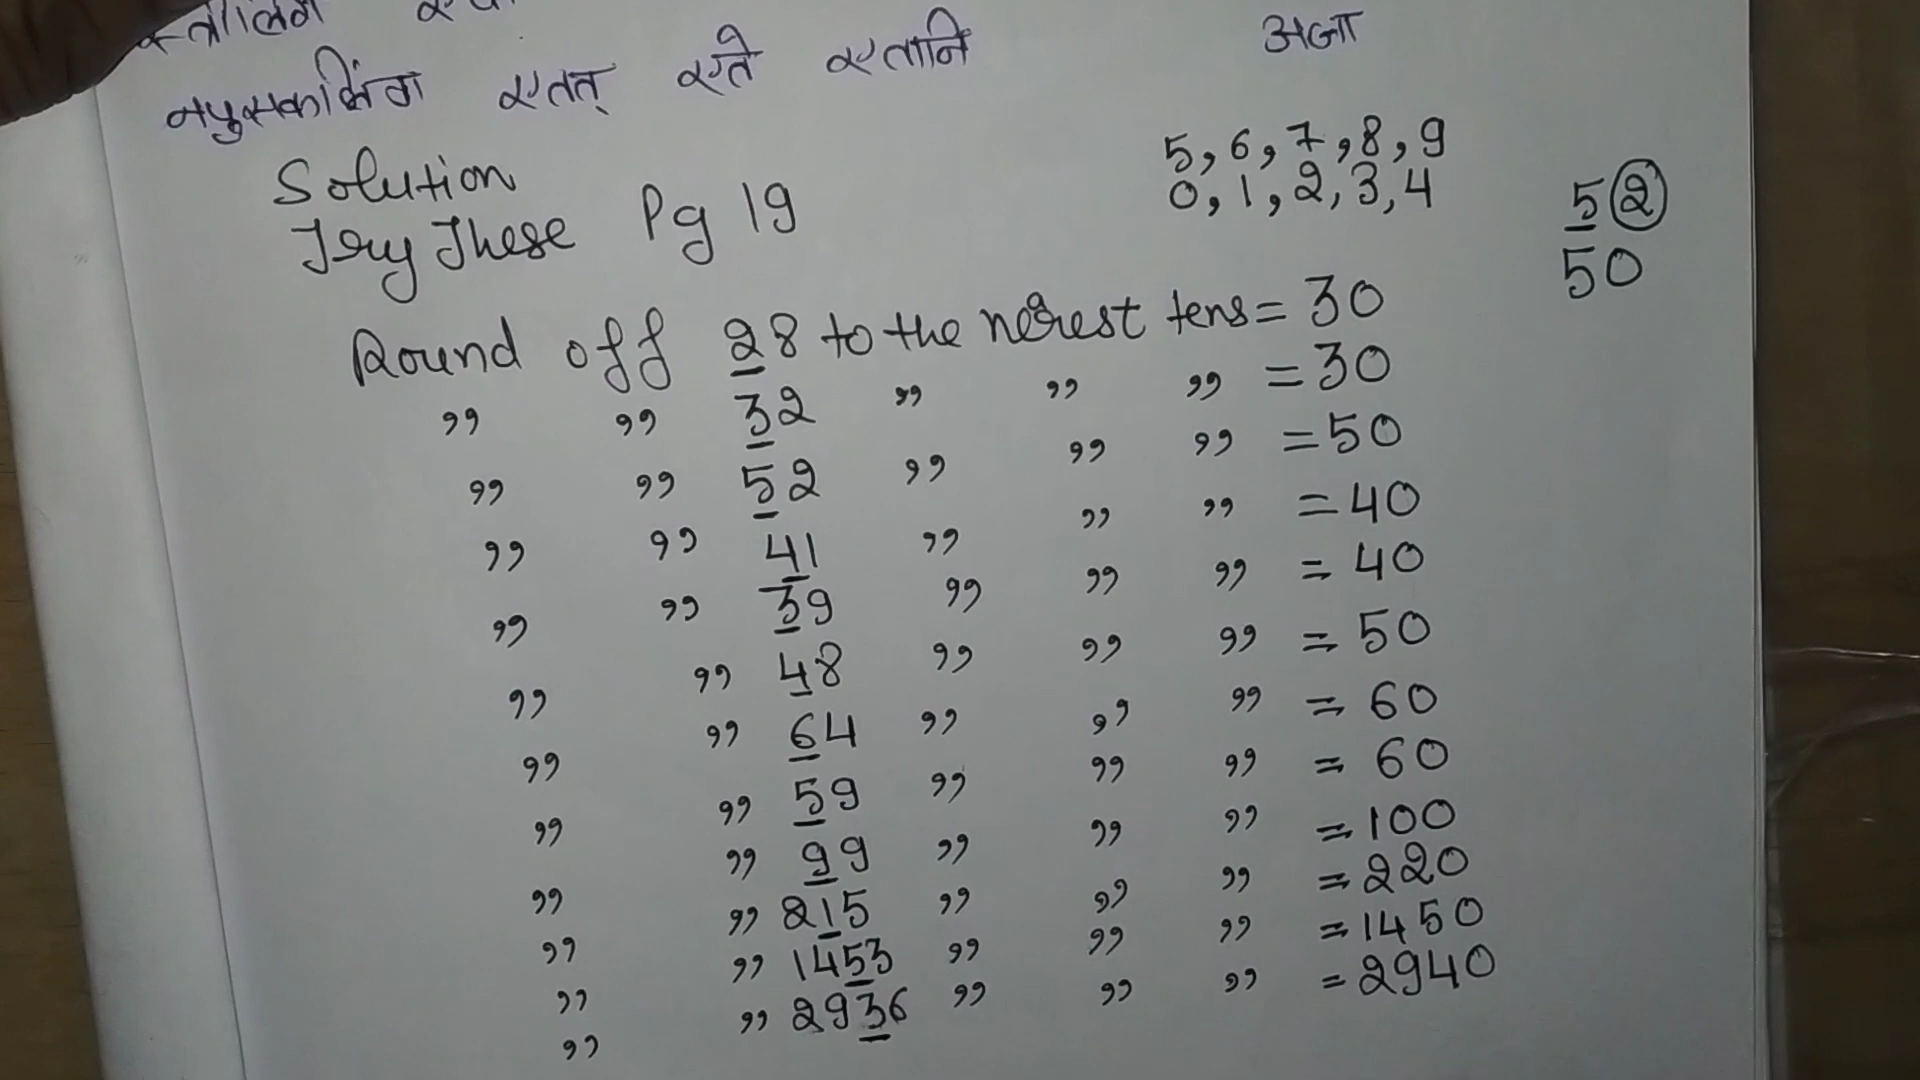 स्त्रीलिंग
नपुसकलिंग एतत् एते एतानि अजा
5, 6, 7, 8, 9
0, 1, 2, 3, 4
Solution
Try These Pg 19
5 2
50
Round off 28 to the nerest tens = 30
,, ,, 32 ,, ,, ,, = 30
,, ,, 52 ,, ,, ,, = 50
,, ,, 41 ,, ,, ,, = 40
,, ,, 39 ,, ,, ,, = 40
,, ,, 48 ,, ,, ,, = 50
,, ,, 64 ,, ,, ,, = 60
,, ,, 59 ,, ,, ,, = 60
,, ,, 99 ,, ,, ,, = 100
,, ,, 215 ,, ,, ,, = 220
,, ,, 1453 ,, ,, ,, = 1450
,, ,, 2936 ,, ,, ,, = 2940